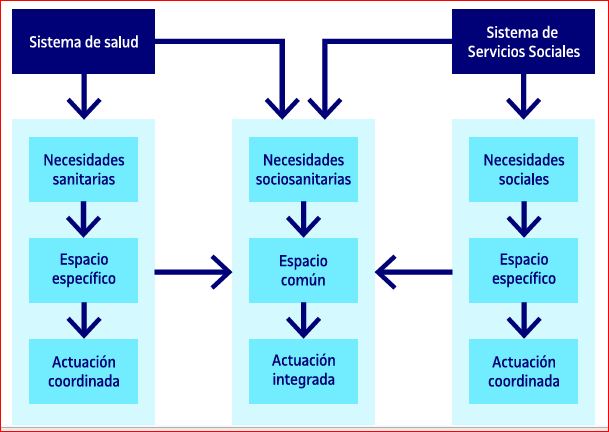 Sistema de salud
Sistema de
Servicios Sociales
Necesidades
sanitarias
Necesidades
sociosanitarias
Necesidades
sociales
Espacio
específico
Espacio
común
Espacio
específico
Actuación
coordinada
Actuación
integrada
Actuación
coordinada